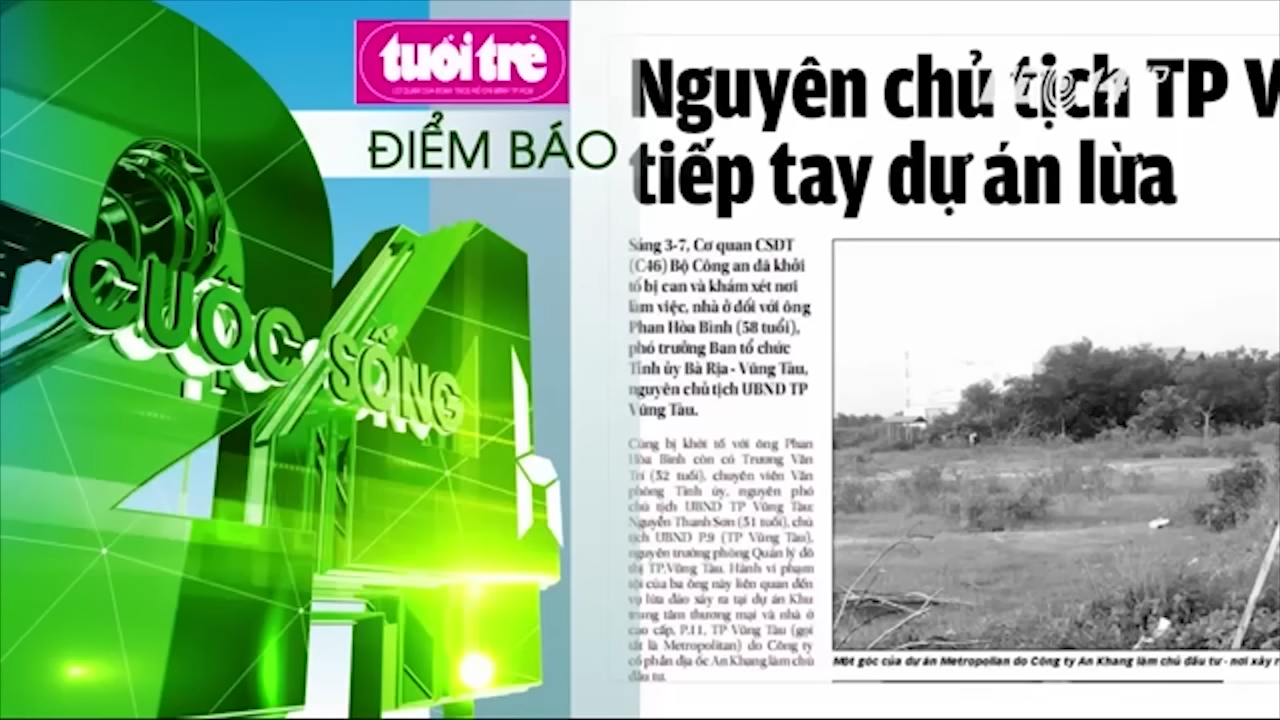 tuổi trẻ
ĐIỂM BÁO
CUỘC SỐNG
24h
Nguyên chủ tịch TP V
tiếp tay dự án lừa
Sáng 3-7, Cơ quan CSĐT
(C46) Bộ Công an đã khởi
tố bị can và khám xét nơi
làm việc, nhà ở đối với ông
Phan Hòa Bình (58 tuổi),
phó trưởng Ban tổ chức
Tỉnh ủy Bà Rịa - Vũng Tàu,
nguyên chủ tịch UBND TP
Vũng Tàu.
Cùng bị khởi tố với ông Phan
Hòa Bình còn có Trương Văn
Trí (52 tuổi), chuyên viên Văn
phòng Tỉnh ủy, nguyên phó
chủ tịch UBND TP Vũng Tàu;
Nguyễn Thanh Sơn (51 tuổi), chủ
tịch UBND P.9 (TP Vũng Tàu),
nguyên trưởng phòng Quản lý đô
thị TP.Vũng Tàu. Hành vi phạm
tội của ba ông này liên quan đến
vụ lừa đảo xảy ra tại dự án Khu
trung tâm thương mại và nhà ở
cao cấp, P.11, TP Vũng Tàu (gọi
tắt là Metropolitan) do Công ty
cổ phần địa ốc An Khang làm chủ
đầu tư.
Một góc của dự án Metropolian do Công ty An Khang làm chủ đầu tư - nơi xảy r